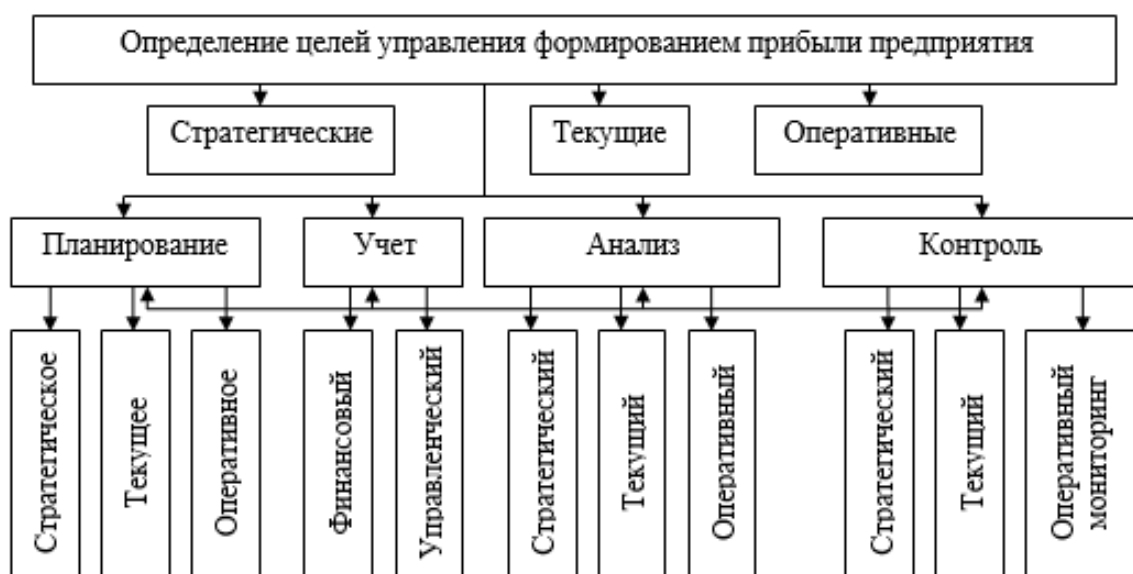 Определение целей управления формированием прибыли предприятия
Стратегические
Текущие
Оперативные
Планирование
Учет
Анализ
Контроль
Стратегическое
Текущее
Оперативное
Финансовый
Управленческий
Стратегический
Текущий
Оперативный
Стратегический
Текущий
Оперативный
мониторинг